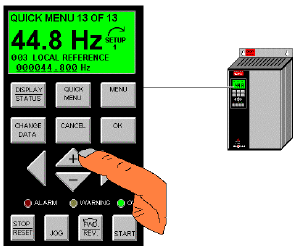 QUICK MENU 13 OF 13
44.8 Hz SETUP
1
003 LOCAL REFERENCE
000044.800 Hz
DISPLAY STATUS
QUICK MENU
MENU
CHANGE DATA
CANCEL
OK
+
−
ALARM
WARNING
STOP RESET
JOG
FWD REV.
START